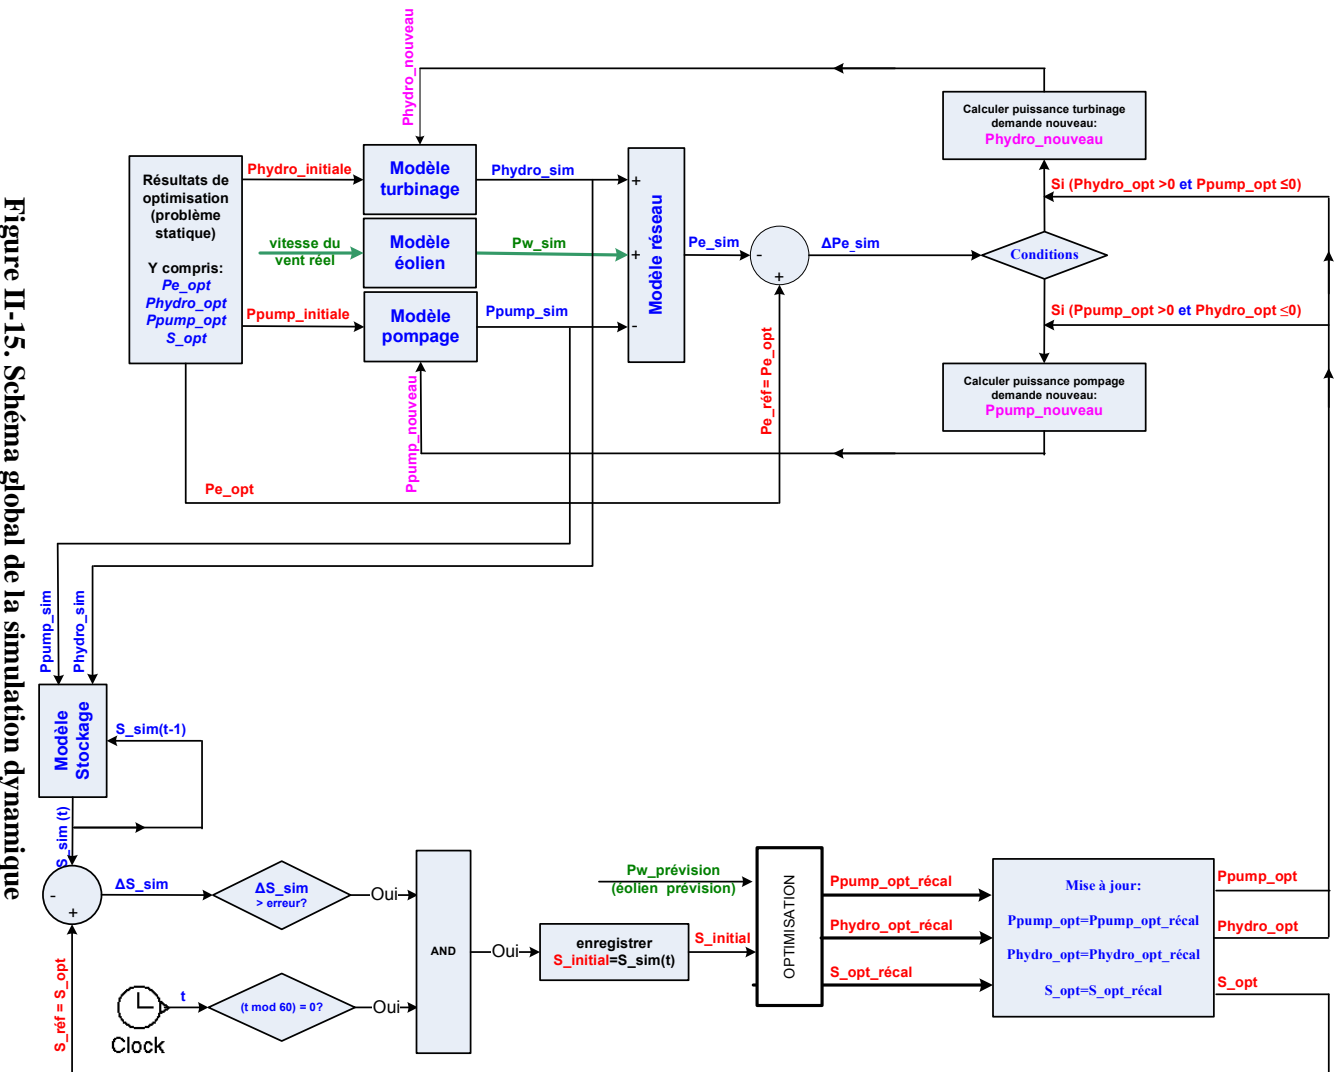 Phydro_nouveau
Calculer puissance turbinage
demande nouveau:
Phydro_nouveau
Résultats de
optimisation
(problème
statique)
Y compris:
Pe_opt
Phydro_opt
Ppump_opt
S_opt
Phydro_initiale
Modèle
turbinage
Phydro_sim
vitesse du
vent réel
Modèle
éolien
Pw_sim
Ppump_initiale
Modèle
pompage
Ppump_sim
+
+
-
Modèle réseau
Pe_sim
-
+
ΔPe_sim
Conditions
Si (Phydro_opt >0 et Ppump_opt ≤0)
Si (Ppump_opt >0 et Phydro_opt ≤0)
Calculer puissance pompage
demande nouveau:
Ppump_nouveau
Pe_réf = Pe_opt
Ppump_nouveau
Pe_opt
Ppump_sim
Phydro_sim
Modèle
Stockage
S_sim(t-1)
S_sim (t)
-
+
ΔS_sim
ΔS_sim
> erreur?
Oui
S_réf = S_opt
Clock
t
(t mod 60) = 0?
Oui
AND
Oui
enregistrer
S_initial=S_sim(t)
S_initial
Pw_prévision
(éolien prévision)
OPTIMISATION
Ppump_opt_récal
Phydro_opt_récal
S_opt_récal
Mise à jour:
Ppump_opt=Ppump_opt_récal
Phydro_opt=Phydro_opt_récal
S_opt=S_opt_récal
Ppump_opt
Phydro_opt
S_opt
Figure II-15. Schéma global de la simulation dynamique